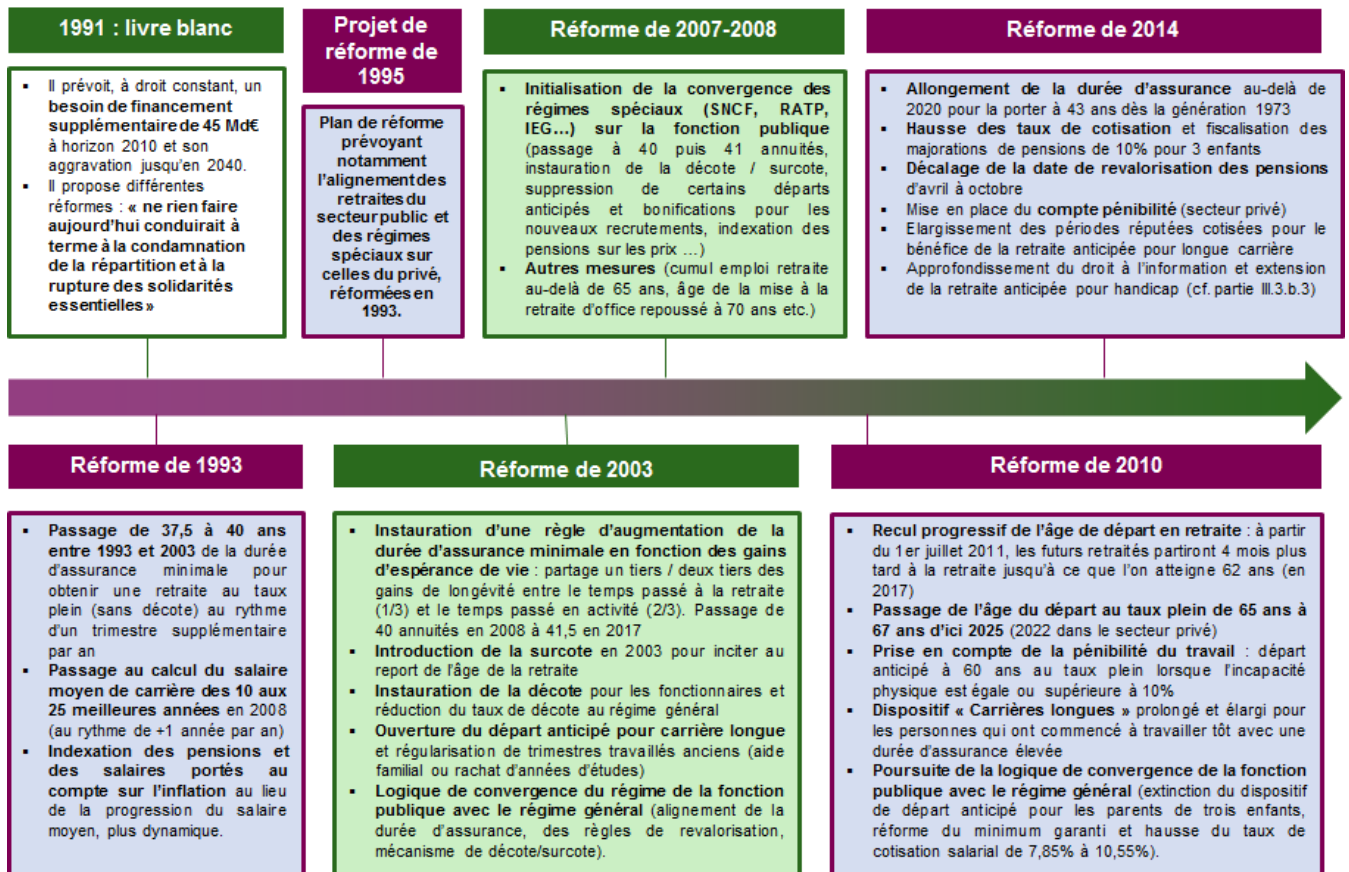 1991 : livre blanc
▪ Il prévoit, à droit constant, un
besoin de financement
supplémentaire de 45 Md€
à horizon 2010 et son
aggravation jusqu'en 2040.
▪ Il propose différentes
réformes : « ne rien faire
aujourd'hui conduirait à
terme à la condamnation
de la répartition et à la
rupture des solidarités
essentielles »
Projet de
réforme de
1995
Plan de réforme
prévoyant
notamment
l'alignement des
retraites du
secteur public et
des régimes
spéciaux sur
celles du privé,
réformées en
1993.
Réforme de 2007-2008
▪ Initialisation de la convergence des
régimes spéciaux (SNCF, RATP,
IEG…) sur la fonction publique
(passage à 40 puis 41 annuités,
instauration de la décote / surcote,
suppression de certains départs
anticipés et bonifications pour les
nouveaux recrutements, indexation des
pensions sur les prix …)
▪ Autres mesures (cumul emploi retraite
au-delà de 65 ans, âge de la mise à la
retraite d'office repoussé à 70 ans etc.)
Réforme de 2014
▪ Allongement de la durée d'assurance au-delà de
2020 pour la porter à 43 ans dès la génération 1973
▪ Hausse des taux de cotisation et fiscalisation des
majorations de pensions de 10% pour 3 enfants
▪ Décalage de la date de revalorisation des pensions
d'avril à octobre
▪ Mise en place du compte pénibilité (secteur privé)
▪ Elargissement des périodes réputées cotisées pour le
bénéfice de la retraite anticipée pour longue carrière
▪ Approfondissement du droit à l'information et extension
de la retraite anticipée pour handicap (cf. partie III.3.b.3)
Réforme de 1993
▪ Passage de 37,5 à 40 ans
entre 1993 et 2003 de la durée
d'assurance minimale pour
obtenir une retraite au taux
plein (sans décote) au rythme
d'un trimestre supplémentaire
par an
▪ Passage au calcul du salaire
moyen de carrière des 10 aux
25 meilleures années en 2008
(au rythme de +1 année par an)
▪ Indexation des pensions et
des salaires portés au
compte sur l'inflation au lieu
de la progression du salaire
moyen, plus dynamique.
Réforme de 2003
▪ Instauration d'une règle d'augmentation de la
durée d'assurance minimale en fonction des gains
d'espérance de vie : partage un tiers / deux tiers des
gains de longévité entre le temps passé à la retraite
(1/3) et le temps passé en activité (2/3). Passage de
40 annuités en 2008 à 41,5 en 2017
▪ Introduction de la surcote en 2003 pour inciter au
report de l'âge de la retraite
▪ Instauration de la décote pour les fonctionnaires et
réduction du taux de décote au régime général
▪ Ouverture du départ anticipé pour carrière longue
et régularisation de trimestres travaillés anciens (aide
familial ou rachat d'années d'études)
▪ Logique de convergence du régime de la fonction
publique avec le régime général (alignement de la
durée d'assurance, des règles de revalorisation,
mécanisme de décote/surcote).
Réforme de 2010
▪ Recul progressif de l'âge de départ en retraite : à partir
du 1er juillet 2011, les futurs retraités partiront 4 mois plus
tard à la retraite jusqu'à ce que l'on atteigne 62 ans (en
2017)
▪ Passage de l'âge du départ au taux plein de 65 ans à
67 ans d'ici 2025 (2022 dans le secteur privé)
▪ Prise en compte de la pénibilité du travail : départ
anticipé à 60 ans au taux plein lorsque l'incapacité
physique est égale ou supérieure à 10%
▪ Dispositif « Carrières longues » prolongé et élargi pour
les personnes qui ont commencé à travailler tôt avec une
durée d'assurance élevée
▪ Poursuite de la logique de convergence de la fonction
publique avec le régime général (extinction du dispositif
de départ anticipé pour les parents de trois enfants,
réforme du minimum garanti et hausse du taux de
cotisation salarial de 7,85% à 10,55%).